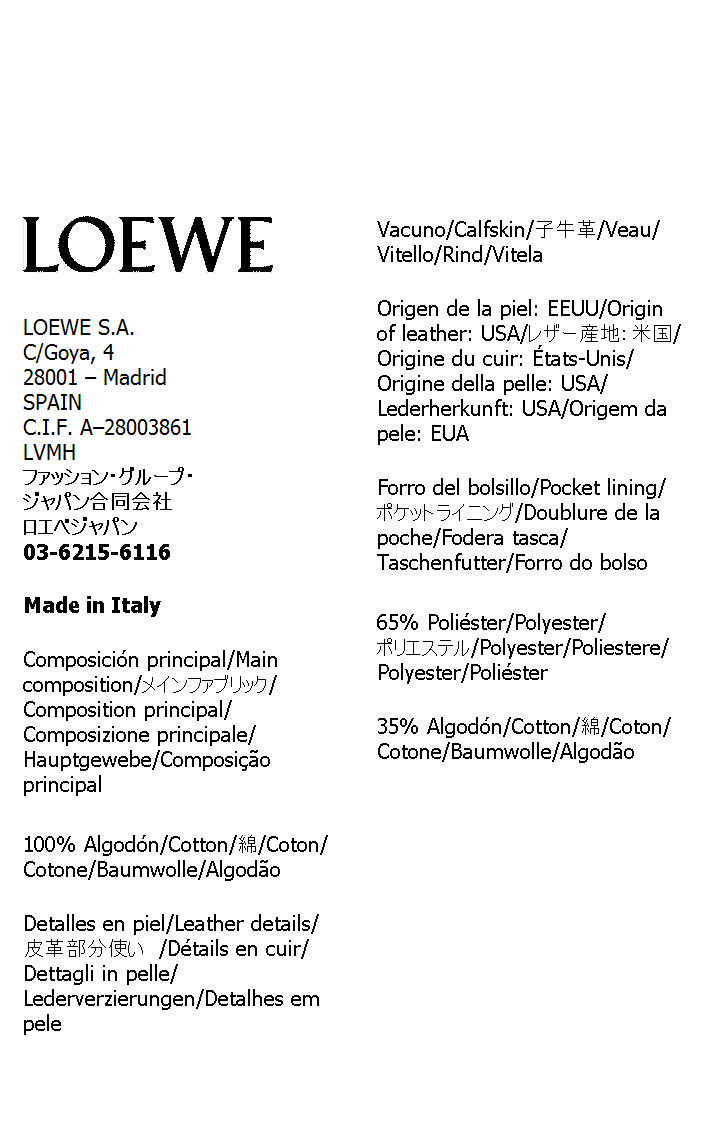 LOEWE
LOEWE S.A.
C/Goya, 4
28001 – Madrid
SPAIN
C.I.F. A–28003861
LVMH
ファッション・グループ・
ジャパン合同会社
ロエベジャパン
03-6215-6116
Made in Italy
Composición principal/Main
composition/メインファブリック/
Composition principal/
Composizione principale/
Hauptgewebe/Composição
principal
100% Algodón/Cotton/綿/Coton/
Cotone/Baumwolle/Algodão
Detalles en piel/Leather details/
皮革部分使い /Détails en cuir/
Dettagli in pelle/
Lederverzierungen/Detalhes em
pele
Vacuno/Calfskin/子牛革/Veau/
Vitello/Rind/Vitela
Origen de la piel: EEUU/Origin
of leather: USA/レザー産地: 米国/
Origine du cuir: États-Unis/
Origine della pelle: USA/
Lederherkunft: USA/Origem da
pele: EUA
Forro del bolsillo/Pocket lining/
ポケットライニング/Doublure de la
poche/Fodera tasca/
Taschenfutter/Forro do bolso
65% Poliéster/Polyester/
ポリエステル/Polyester/Poliestere/
Polyester/Poliéster
35% Algodón/Cotton/綿/Coton/
Cotone/Baumwolle/Algodão